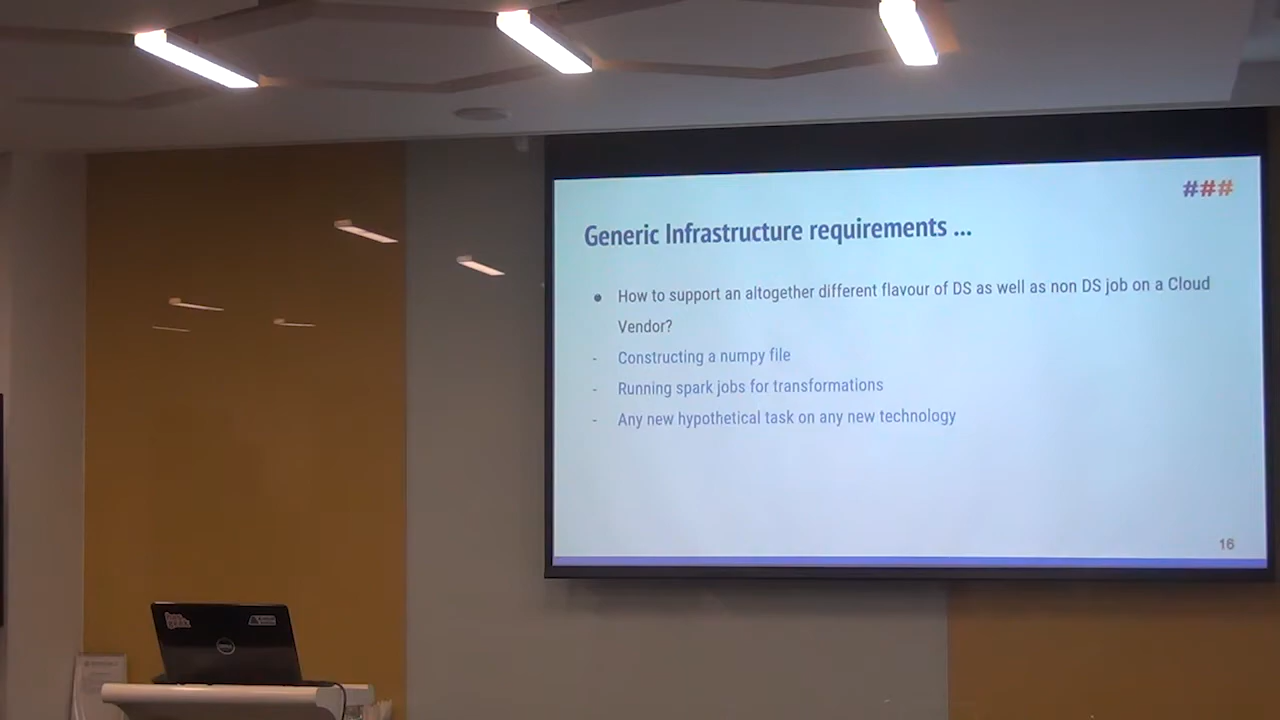 ###
Generic Infrastructure requirements ...
● How to support an altogether different flavour of DS as well as non DS job on a Cloud
Vendor?
- Constructing a numpy file
- Running spark jobs for transformations
- Any new hypothetical task on any new technology
16
DELL